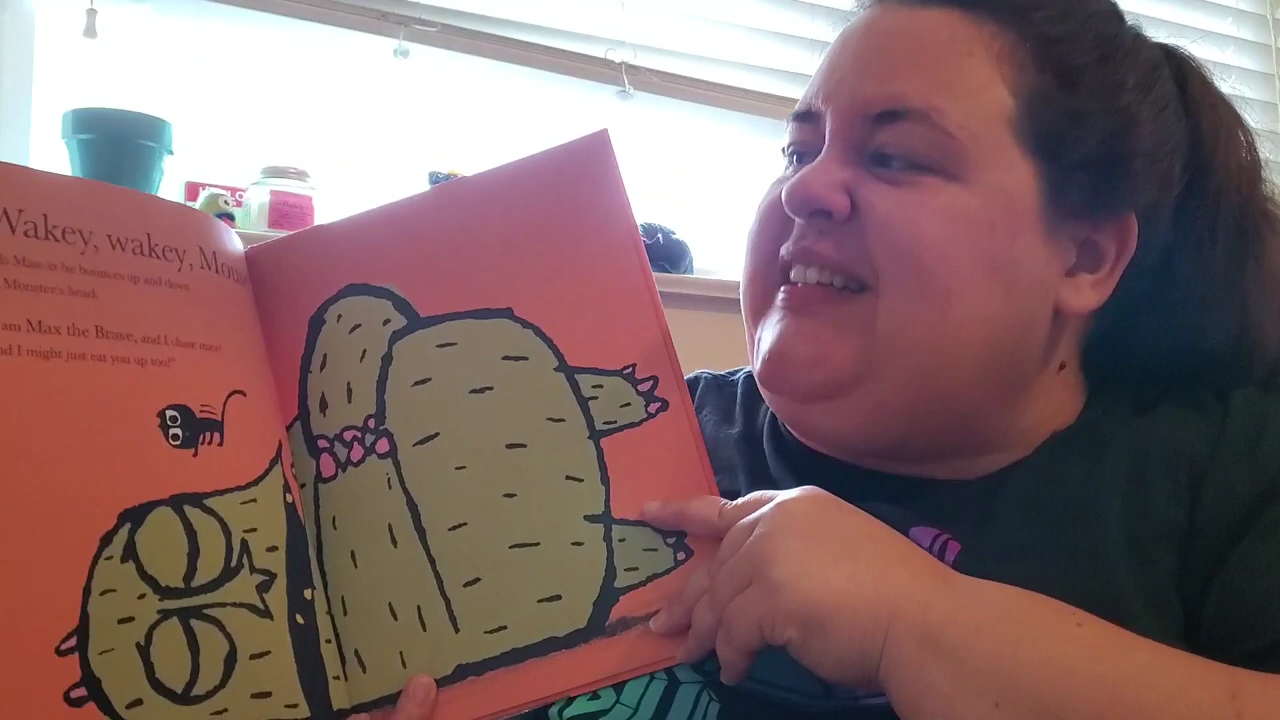 Wakey, wakey, Mous
Max as he bounces up and down
Monster's head.
am Max the Brave, and I chase mice!
nd I might just eat you up too!"